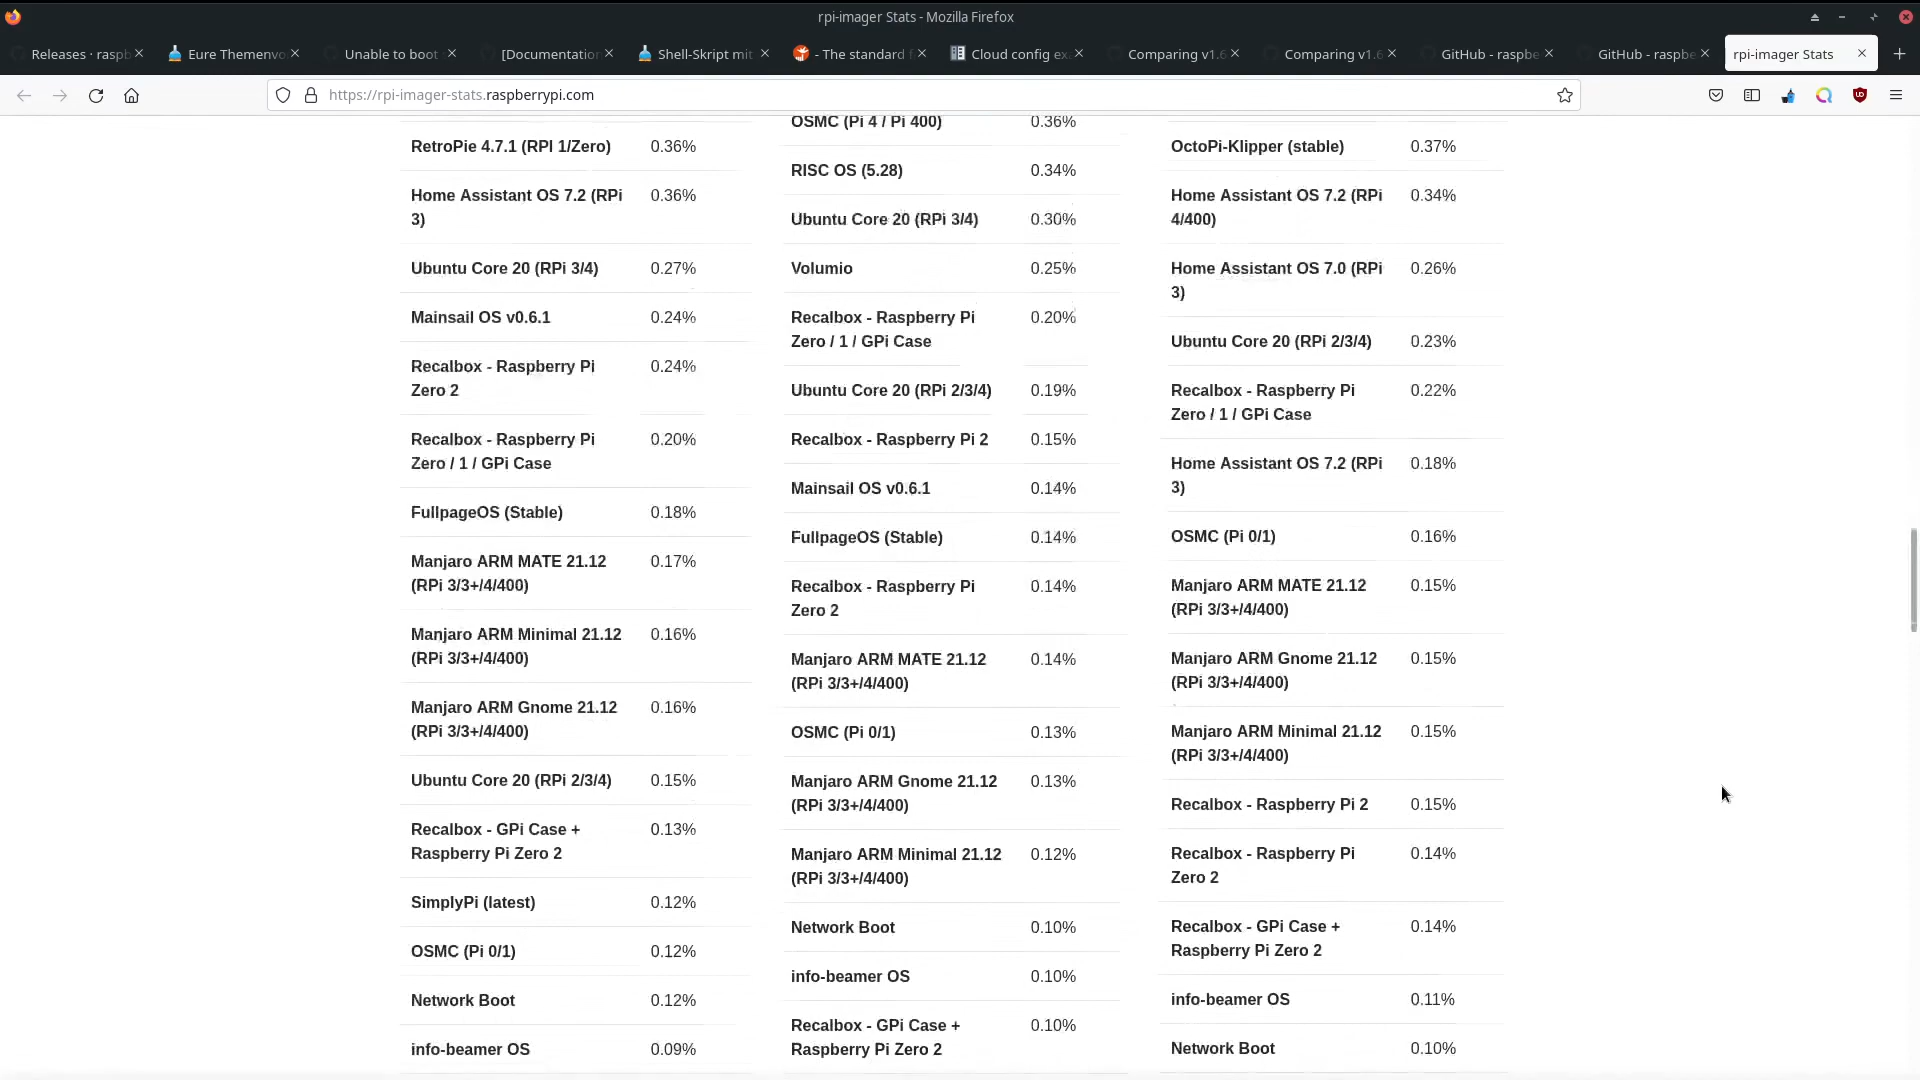 rpi-imager Stats - Mozilla Firefox
Releases · raspb
Eure Themenvo
Unable to boot
[Documentation
Shell-Skript mit
- The standard f
Cloud config exa
Comparing v1.6
Comparing v1.6
GitHub - raspbe
GitHub - raspbe
rpi-imager Stats
https://rpi-imager-stats.raspberrypi.com
RetroPie 4.7.1 (RPI 1/Zero) 0.36%
Home Assistant OS 7.2 (RPi 0.36%
3)
Ubuntu Core 20 (RPi 3/4) 0.27%
Mainsail OS v0.6.1 0.24%
Recalbox - Raspberry Pi 0.24%
Zero 2
Recalbox - Raspberry Pi 0.20%
Zero / 1 / GPi Case
FullpageOS (Stable) 0.18%
Manjaro ARM MATE 21.12 0.17%
(RPi 3/3+/4/400)
Manjaro ARM Minimal 21.12 0.16%
(RPi 3/3+/4/400)
Manjaro ARM Gnome 21.12 0.16%
(RPi 3/3+/4/400)
Ubuntu Core 20 (RPi 2/3/4) 0.15%
Recalbox - GPi Case + 0.13%
Raspberry Pi Zero 2
SimplyPi (latest) 0.12%
OSMC (Pi 0/1) 0.12%
Network Boot 0.12%
info-beamer OS 0.09%
OSMC (Pi 4 / Pi 400) 0.36%
RISC OS (5.28) 0.34%
Ubuntu Core 20 (RPi 3/4) 0.30%
Volumio 0.25%
Recalbox - Raspberry Pi 0.20%
Zero / 1 / GPi Case
Ubuntu Core 20 (RPi 2/3/4) 0.19%
Recalbox - Raspberry Pi 2 0.15%
Mainsail OS v0.6.1 0.14%
FullpageOS (Stable) 0.14%
Recalbox - Raspberry Pi 0.14%
Zero 2
Manjaro ARM MATE 21.12 0.14%
(RPi 3/3+/4/400)
OSMC (Pi 0/1) 0.13%
Manjaro ARM Gnome 21.12 0.13%
(RPi 3/3+/4/400)
Manjaro ARM Minimal 21.12 0.12%
(RPi 3/3+/4/400)
Network Boot 0.10%
info-beamer OS 0.10%
Recalbox - GPi Case + 0.10%
Raspberry Pi Zero 2
OctoPi-Klipper (stable) 0.37%
Home Assistant OS 7.2 (RPi 0.34%
4/400)
Home Assistant OS 7.0 (RPi 0.26%
3)
Ubuntu Core 20 (RPi 2/3/4) 0.23%
Recalbox - Raspberry Pi 0.22%
Zero / 1 / GPi Case
Home Assistant OS 7.2 (RPi 0.18%
3)
OSMC (Pi 0/1) 0.16%
Manjaro ARM MATE 21.12 0.15%
(RPi 3/3+/4/400)
Manjaro ARM Gnome 21.12 0.15%
(RPi 3/3+/4/400)
Manjaro ARM Minimal 21.12 0.15%
(RPi 3/3+/4/400)
Recalbox - Raspberry Pi 2 0.15%
Recalbox - Raspberry Pi 0.14%
Zero 2
Recalbox - GPi Case + 0.14%
Raspberry Pi Zero 2
info-beamer OS 0.11%
Network Boot 0.10%